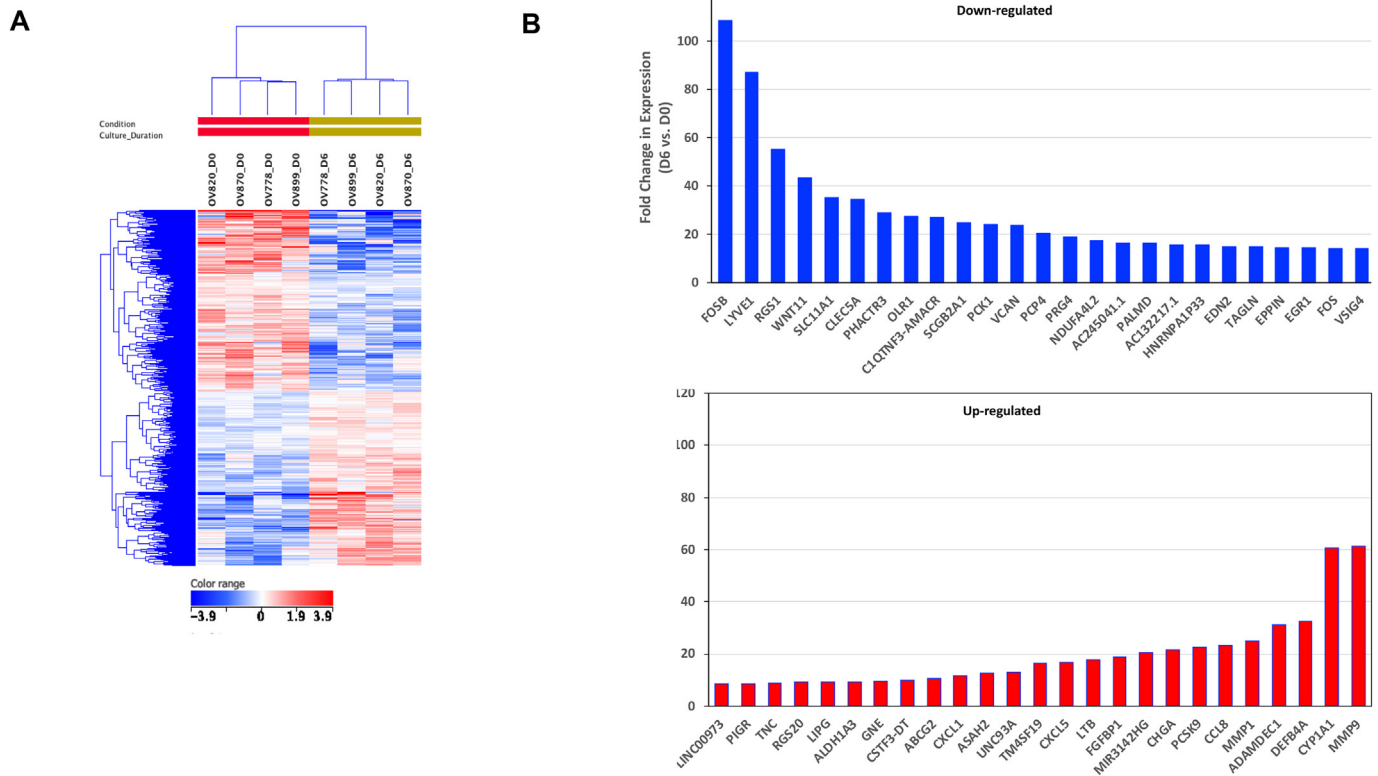 A
Condition
Culture_Duration
OV820_D0
OV870_D0
OV778_D0
OV899_D0
OV778_D6
OV899_D6
OV820_D6
OV870_D6
Color range
-3.9 0 1.9 3.9
B
Down-regulated
Fold Change in Expression
(D6 vs. D0)
100
80
60
40
20
0
FOSB
LYVE1
RGS1
WNT11
SLC11A1
CLEC5A
PHACTR3
OLR1
C1QTNF3-AMACR
SCGB2A1
PCK1
VCAN
PCP4
PRG4
NDUFA4L2
AC245041.1
PALMD
AC132217.1
HNRNPA1P33
EDN2
TAGLN
EPPIN
EGR1
FOS
VSIG4
Up-regulated
120
100
80
60
40
20
0
LINC00973
PIGR
TNC
RGS20
LIPG
ALDH1A3
GNE
CSTF3-DT
ABCG2
CXCL1
ASAH2
UNC93A
TM4SF19
CXCL5
LTB
FGFBP1
MIR3142HG
CHGA
PCSK9
CCL8
MMP1
ADAMDEC1
DEFB4A
CYP1A1
MMP9